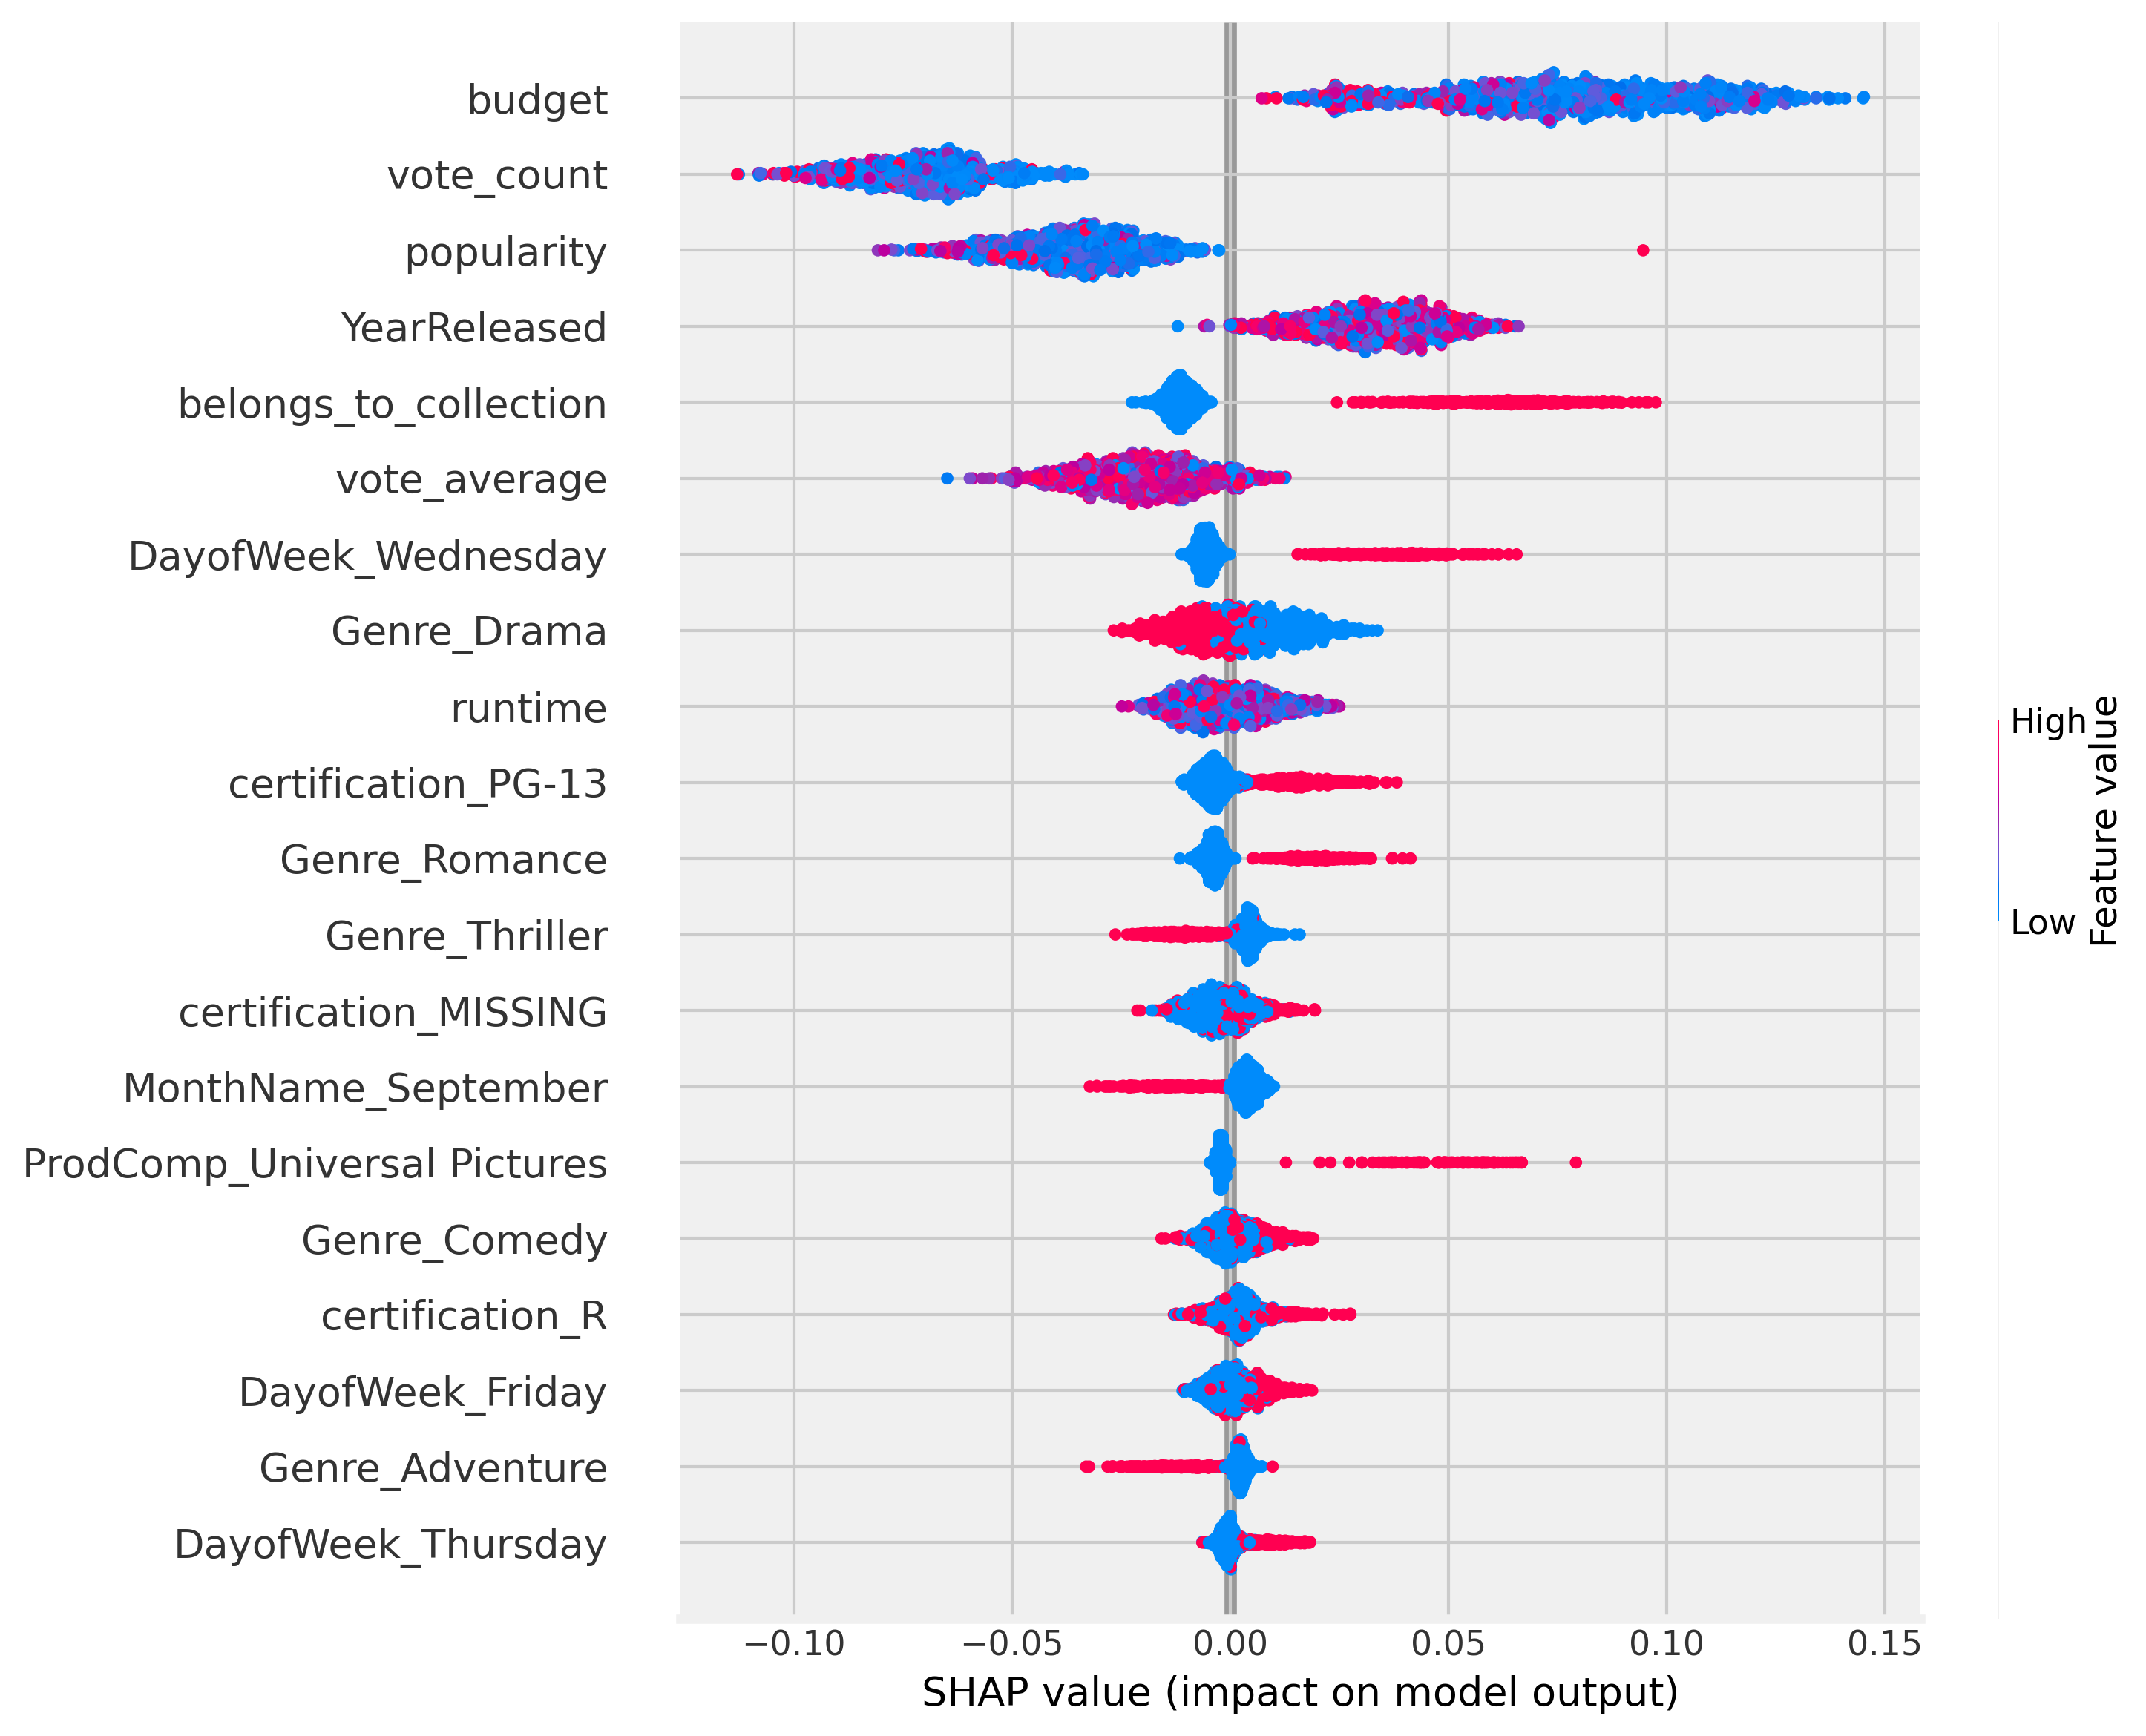 budget
vote_count
popularity
YearReleased
belongs_to_collection
vote_average
DayofWeek_Wednesday
Genre_Drama
runtime
certification_PG-13
Genre_Romance
Genre_Thriller
certification_MISSING
MonthName_September
ProdComp_Universal Pictures
Genre_Comedy
certification_R
DayofWeek_Friday
Genre_Adventure
DayofWeek_Thursday
−0.10 −0.05 0.00 0.05 0.10 0.15
SHAP value (impact on model output)
High
Low
Feature value